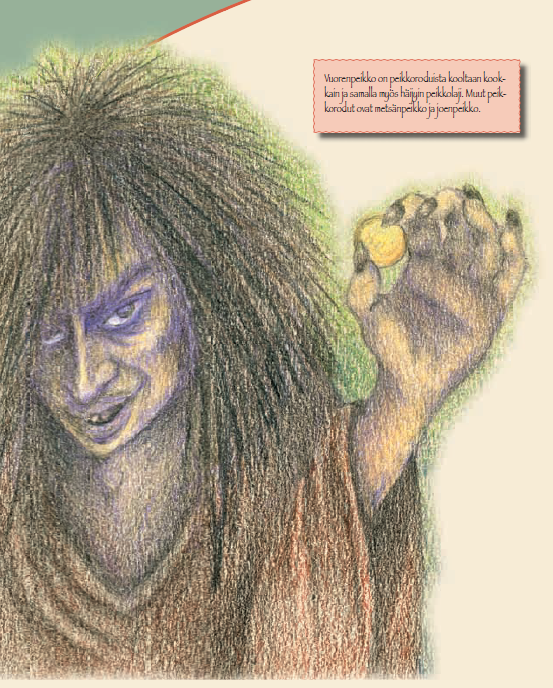 Vuorenpeikko on peikkoroduista kooltaan kook-
kain ja samalla myös häijyin peikkolaji. Muut peik-
korodut ovat metsänpeikko ja joenpeikko.